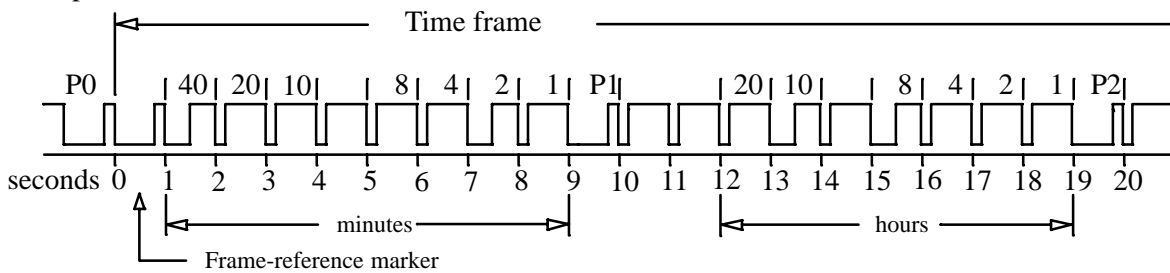 Time frame
P0 40 20 10 8 4 2 1 P1 20 10 8 4 2 1 P2
seconds 0 1 2 3 4 5 6 7 8 9 10 11 12 13 14 15 16 17 18 19 20
minutes hours
Frame-reference marker